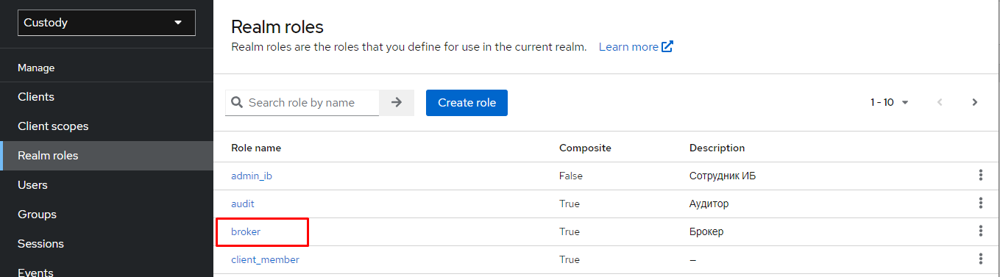 Custody
Manage
Clients
Client scopes
Realm roles
Users
Groups
Sessions
Events
Realm roles
Realm roles are the roles that you define for use in the current realm. Learn more
Search role by name
Create role
1 - 10
Role name Composite Description
admin_ib False Сотрудник ИБ
audit True Аудитор
broker True Брокер
client_member True —